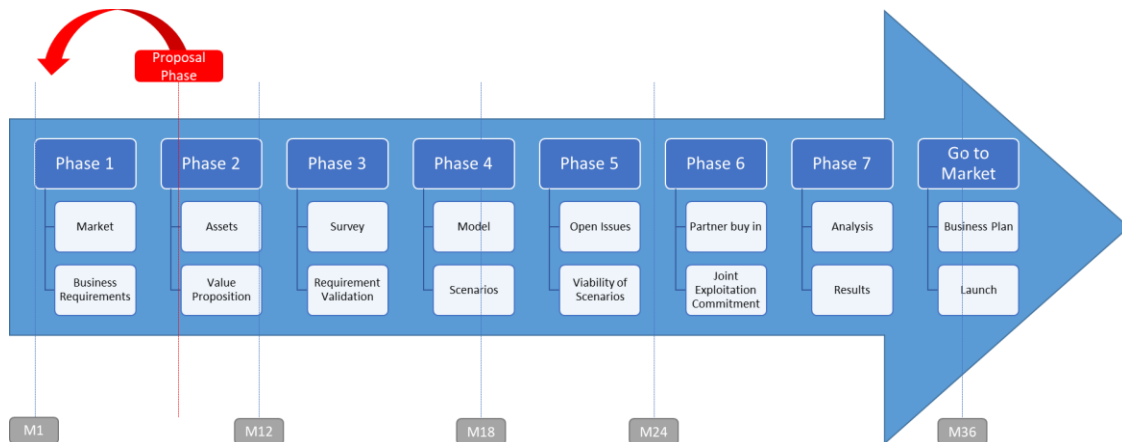 Proposal
Phase
Phase 1
Phase 2
Phase 3
Phase 4
Phase 5
Phase 6
Phase 7
Go to
Market
Market
Assets
Survey
Model
Open Issues
Partner buy in
Analysis
Business Plan
Business
Requirements
Value
Proposition
Requirement
Validation
Scenarios
Viability of
Scenarios
Joint
Exploitation
Commitment
Results
Launch
M1
M12
M18
M24
M36